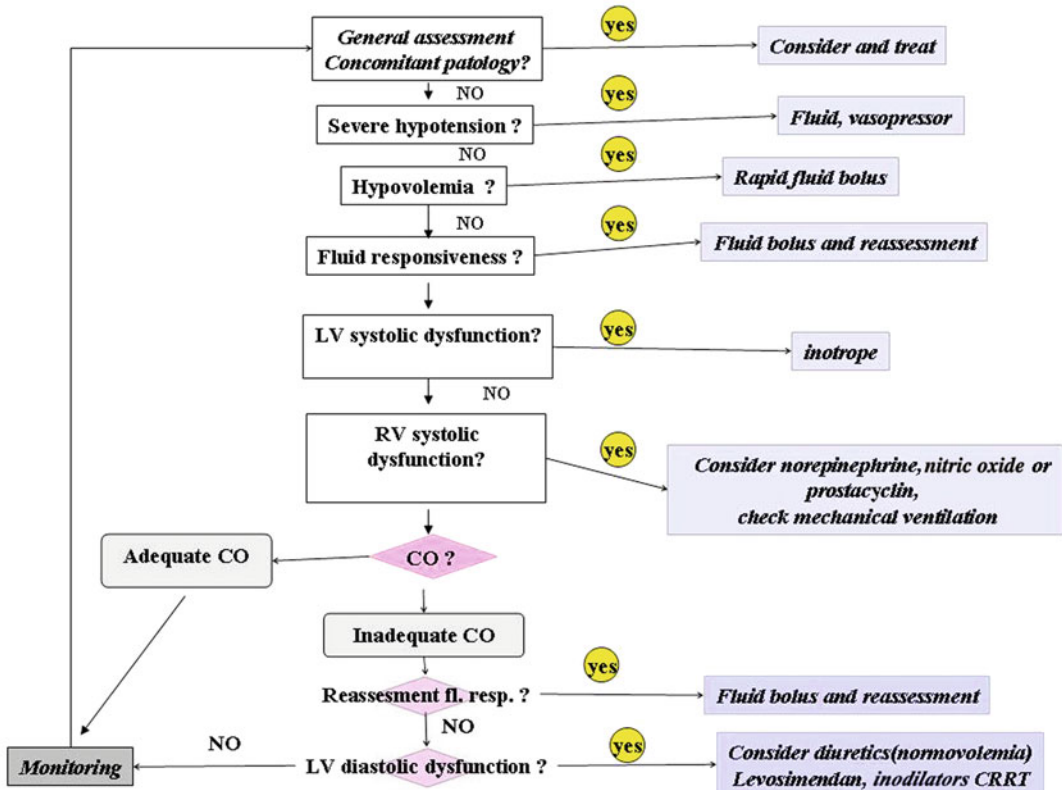 General assessment
Concomitant patology?
yes
Consider and treat
NO
Severe hypotension ?
yes
Fluid, vasopressor
NO
Hypovolemia ?
yes
Rapid fluid bolus
NO
Fluid responsiveness ?
yes
Fluid bolus and reassessment
LV systolic dysfunction?
yes
inotrope
NO
RV systolic
dysfunction?
yes
Consider norepinephrine, nitric oxide or
prostacyclin,
check mechanical ventilation
CO ?
Adequate CO
Inadequate CO
Reassesment fl. resp. ?
yes
Fluid bolus and reassessment
NO
LV diastolic dysfunction ?
yes
Consider diuretics(normovolemia)
Levosimendan, inodilators CRRT
NO
Monitoring